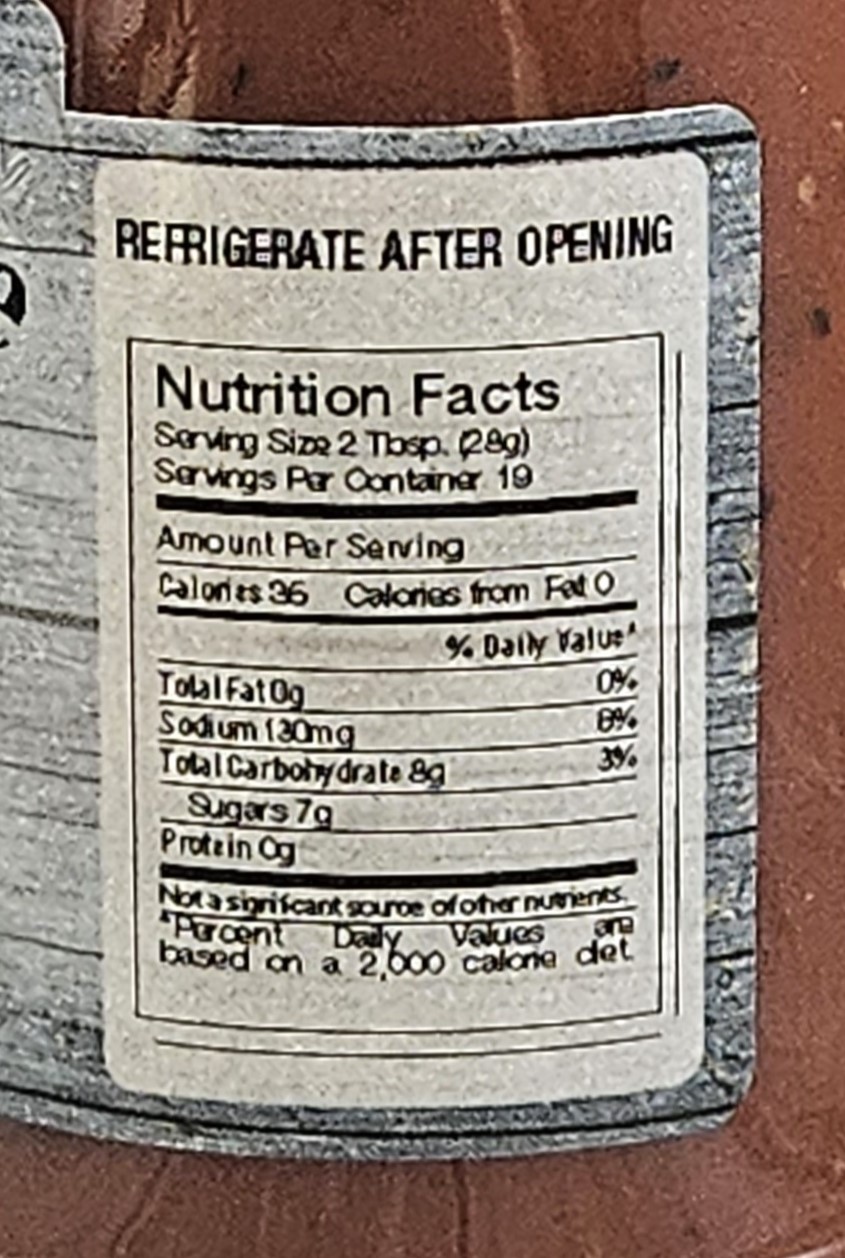 REFRIGERATE AFTER OPENING
Nutrition Facts
Serving Size 2 Tbsp. (28g)
Servings Per Container 19
Amount Per Serving
Calories 36 Calories from Fat 0
% Daily Value*
Total Fat 0g 0%
Sodium 130mg
Total Carbohydrate 8g 3%
Sugars 7g
Protein 0g
Not a significant source of other nutrients.
*Percent Daily Values are
based on a 2,000 calorie diet.